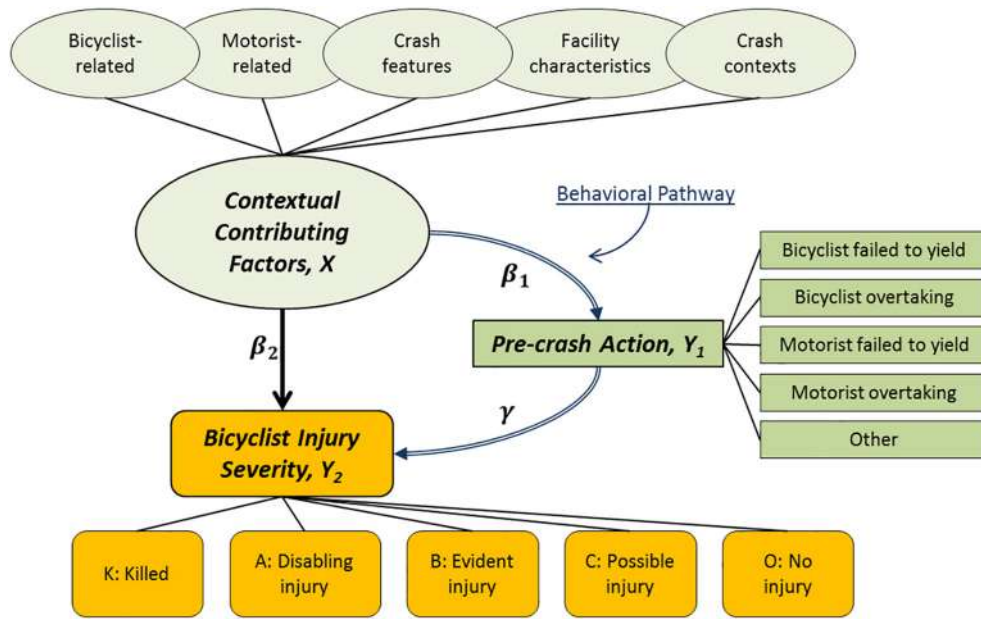 Bicyclist-
related
Motorist-
related
Crash
features
Facility
characteristics
Crash
contexts
Contextual
Contributing
Factors, X
Behavioral Pathway
β₁
β₂
Pre-crash Action, Y₁
γ
Bicyclist failed to yield
Bicyclist overtaking
Motorist failed to yield
Motorist overtaking
Other
Bicyclist Injury
Severity, Y₂
K: Killed
A: Disabling
injury
B: Evident
injury
C: Possible
injury
O: No
injury